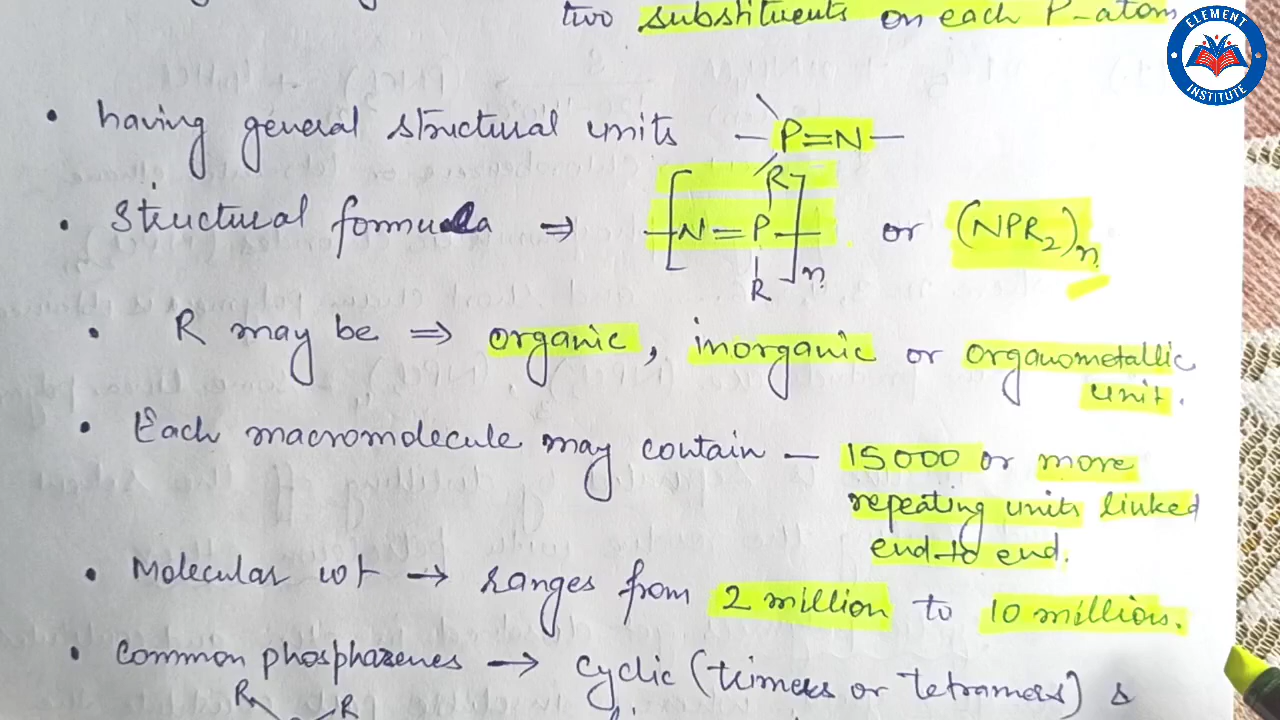 two substituents on each P-atom
ELEMENT INSTITUTE
• having general structural units —P=N—
• Structural formula ⇒ [—N=P—]n or (NPR₂)n
R
R
• R may be ⇒ organic, inorganic or organometallic
unit.
• Each macromolecule may contain — 15000 or more
repeating units linked
end to end.
• Molecular wt → ranges from 2 million to 10 million.
• Common phosphazenes → cyclic (trimers or tetramers) &
R R